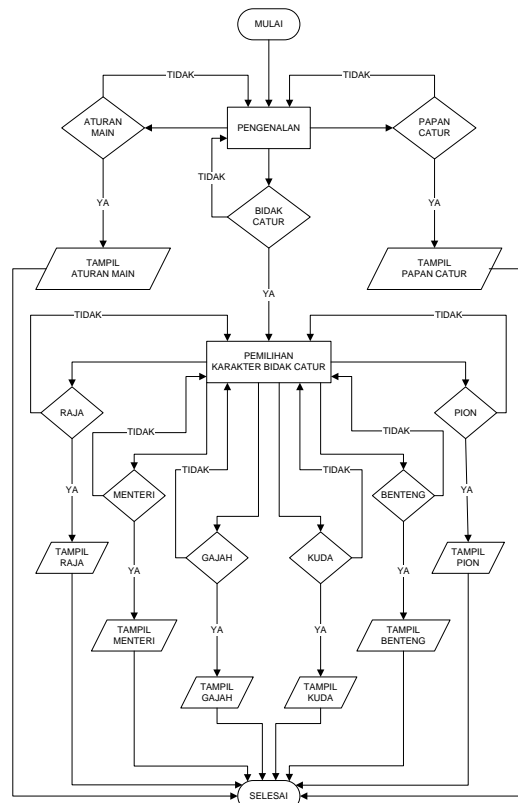 MULAI
TIDAK
TIDAK
ATURAN
MAIN
PENGENALAN
PAPAN
CATUR
TIDAK
BIDAK
CATUR
YA
YA
TAMPIL
ATURAN MAIN
TAMPIL
PAPAN CATUR
YA
TIDAK
TIDAK
PEMILIHAN
KARAKTER BIDAK CATUR
RAJA
PION
TIDAK
TIDAK
TIDAK
TIDAK
MENTERI
BENTENG
YA
YA
GAJAH
KUDA
TAMPIL
RAJA
TAMPIL
PION
YA
YA
TAMPIL
MENTERI
TAMPIL
BENTENG
YA
YA
TAMPIL
GAJAH
TAMPIL
KUDA
SELESAI